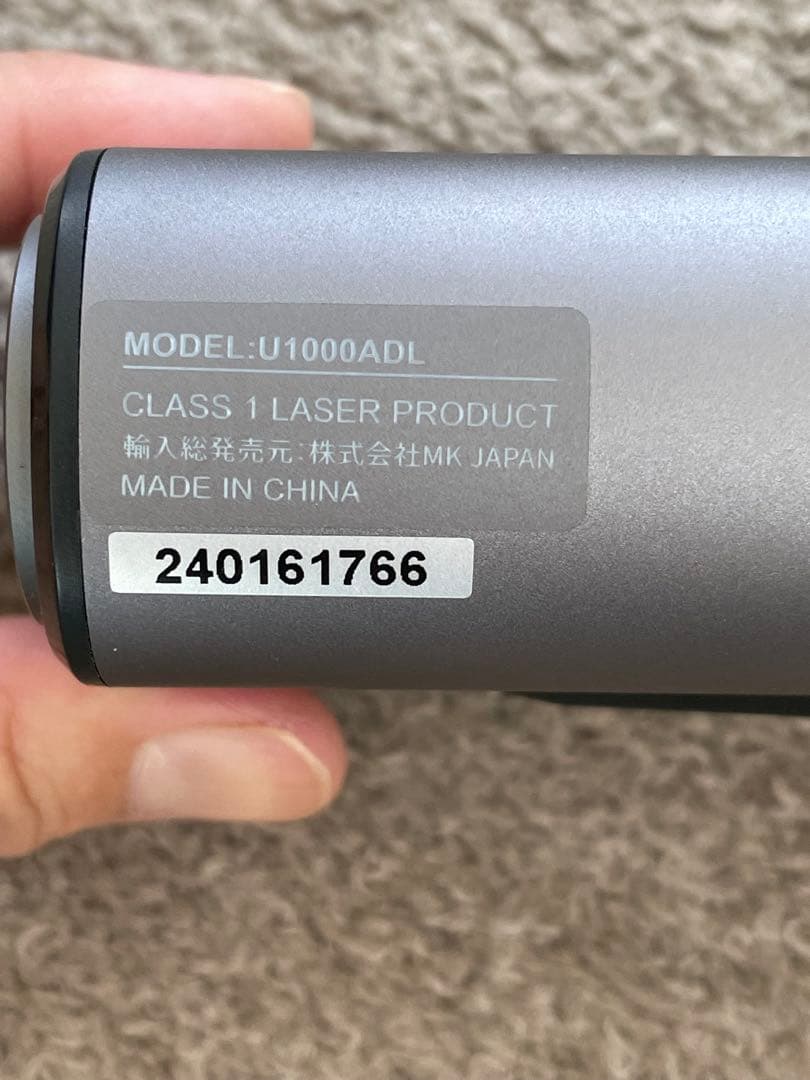 MODEL:U1000ADL
CLASS 1 LASER PRODUCT
輸入総発売元:株式会社MK JAPAN
MADE IN CHINA
240161766